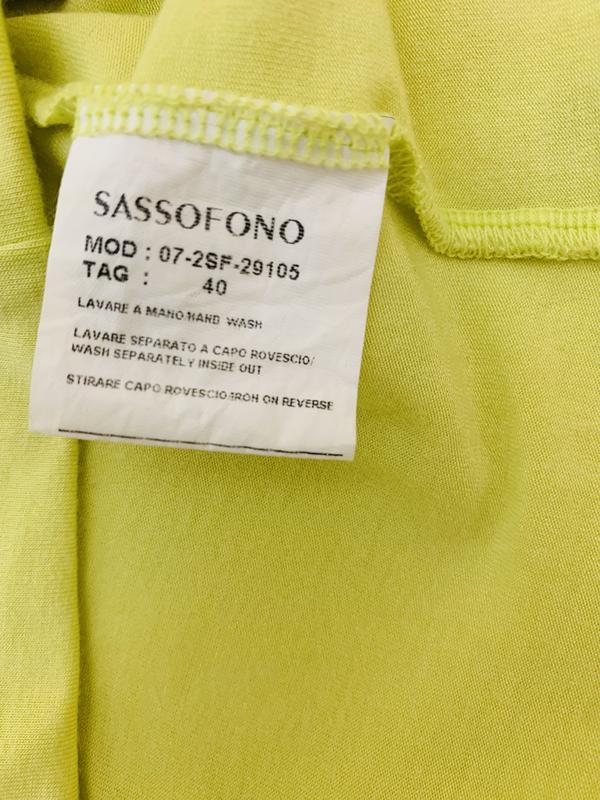 SASSOFONO
MOD : 07-2SF-29105
TAG : 40
LAVARE A MANO/HAND WASH
LAVARE SEPARATO A CAPO ROVESCIO/
WASH SEPARATELY INSIDE OUT
STIRARE CAPO ROVESCIO/IRON ON REVERSE